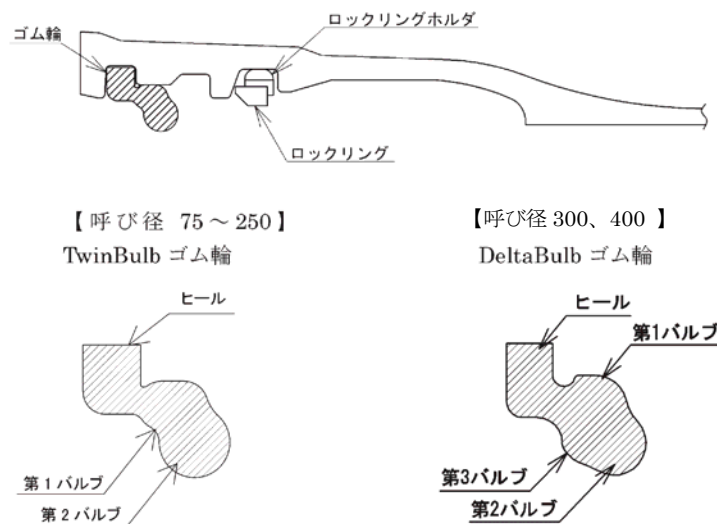 ロックリングホルダ
ゴム輪
ロックリング
【呼び径 75～250】
TwinBulb ゴム輪
ヒール
第1バルブ
第2バルブ
【呼び径 300、400 】
DeltaBulb ゴム輪
ヒール
第1バルブ
第3バルブ
第2バルブ